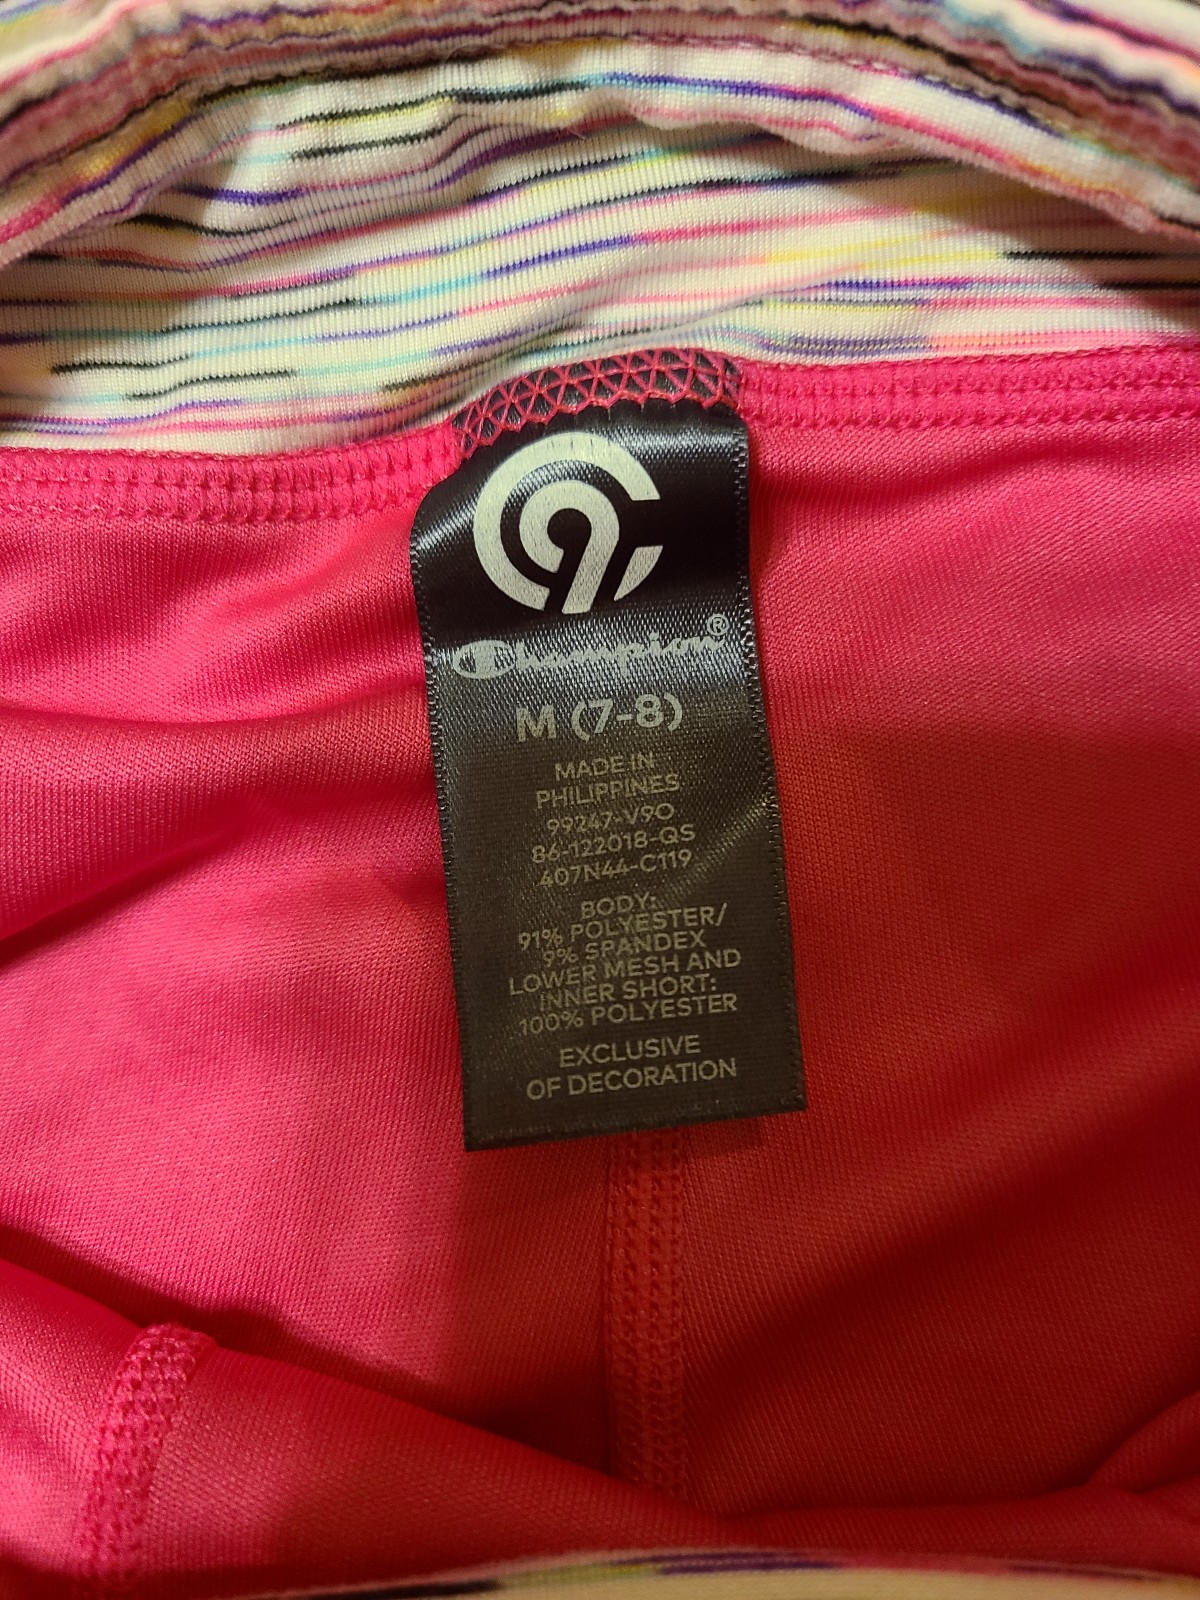 C9
Champion®
M (7-8)
MADE IN
PHILIPPINES
99247-V9O
86-122018-QS
407N44-C119
BODY:
91% POLYESTER/
9% SPANDEX
LOWER MESH AND
INNER SHORT:
100% POLYESTER
EXCLUSIVE
OF DECORATION